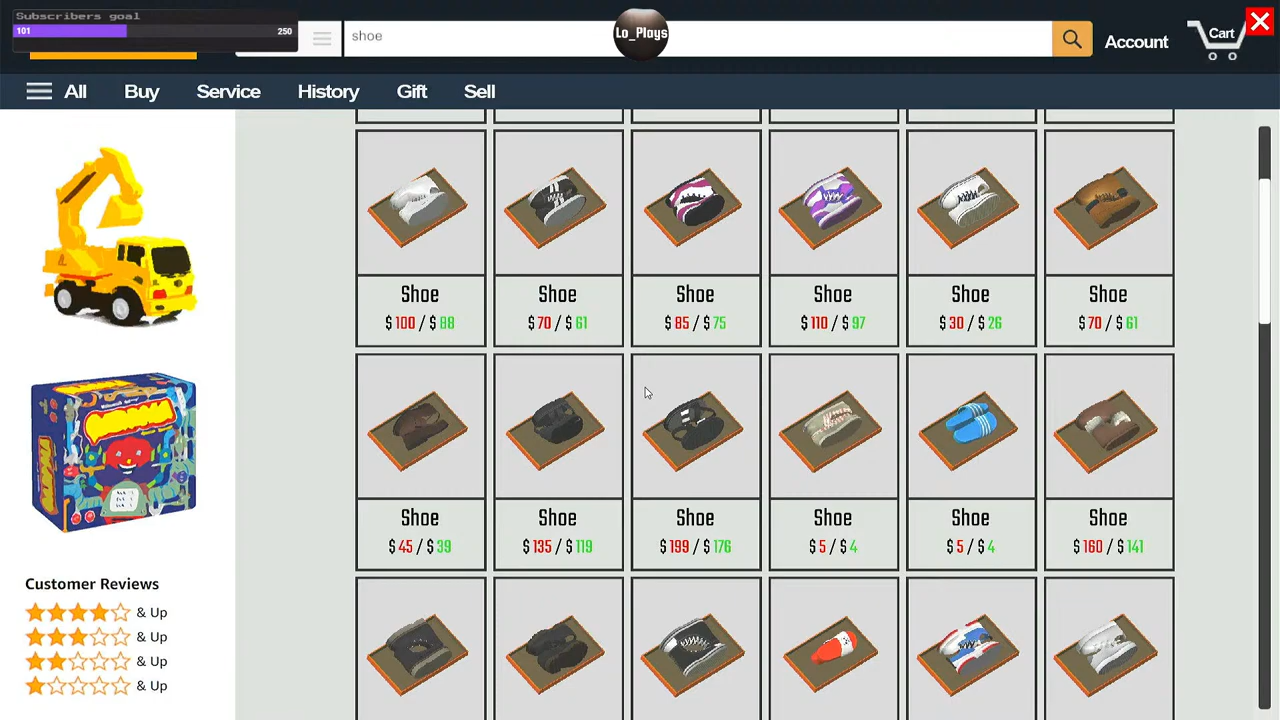 Subscribers goal
101 250
shoe
Lo_Plays
Account
Cart
All Buy Service History Gift Sell
Shoe Shoe Shoe Shoe Shoe Shoe
$ 100 / $ 88 $ 70 / $ 61 $ 85 / $ 75 $ 110 / $ 97 $ 30 / $ 26 $ 70 / $ 61
Shoe Shoe Shoe Shoe Shoe Shoe
$ 45 / $ 39 $ 135 / $ 119 $ 199 / $ 176 $ 5 / $ 4 $ 5 / $ 4 $ 160 / $ 141
Customer Reviews
& Up
& Up
& Up
& Up